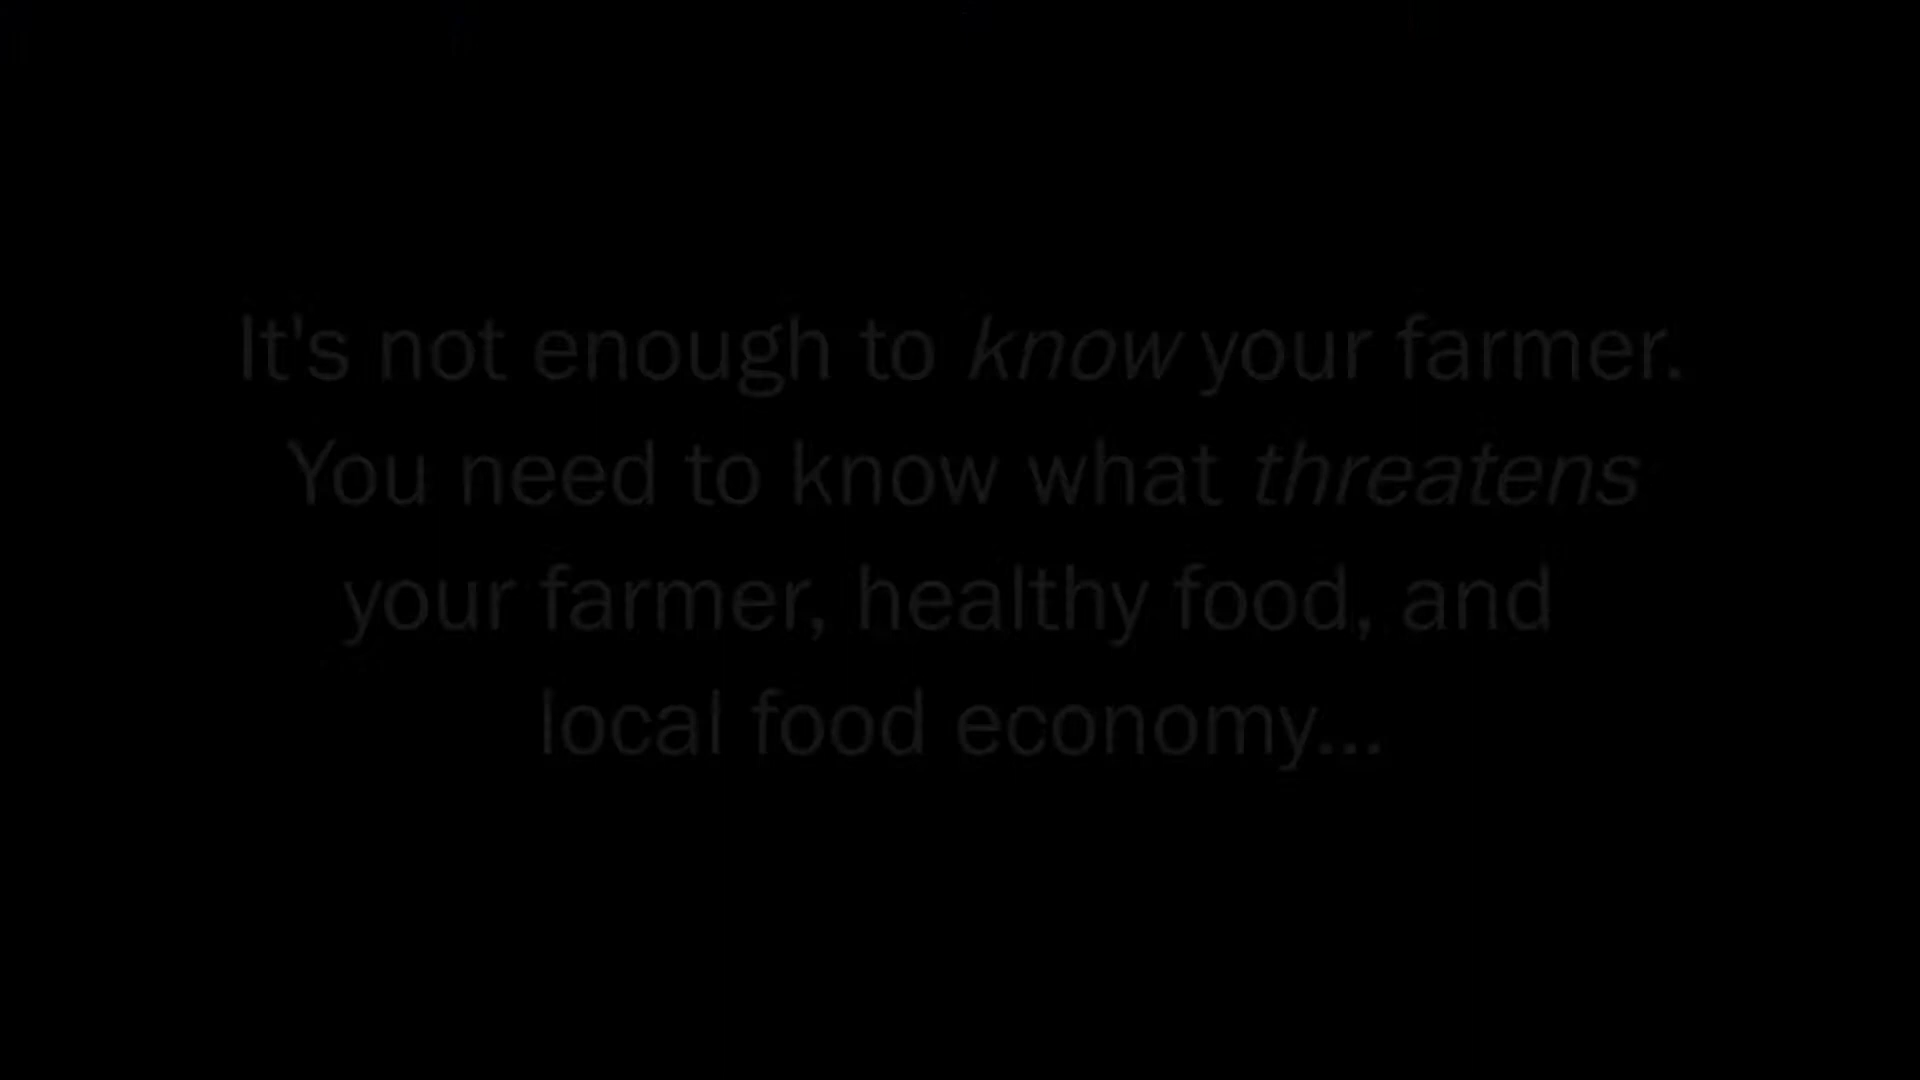 It's not enough to know your farmer.
You need to know what threatens
your farmer, healthy food, and
local food economy...